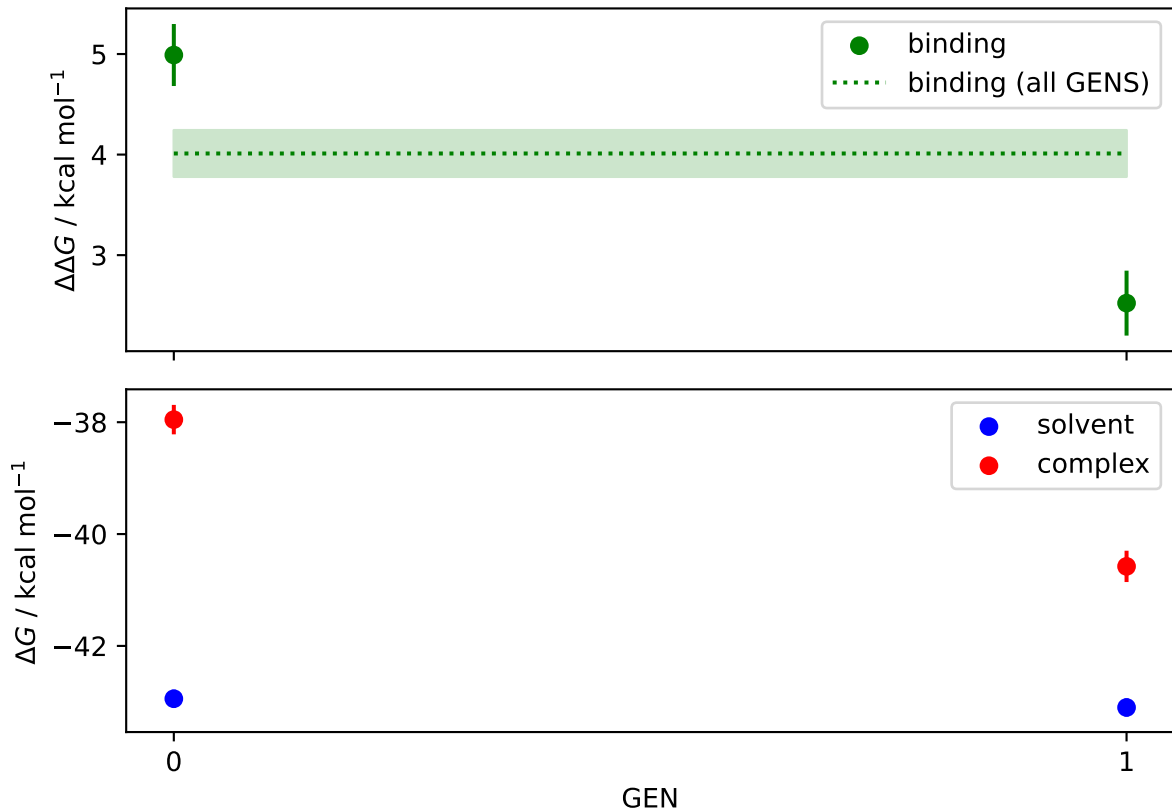 5
4
3
ΔΔG / kcal mol⁻¹
binding
binding (all GENS)
−38
−40
−42
ΔG / kcal mol⁻¹
solvent
complex
0
1
GEN